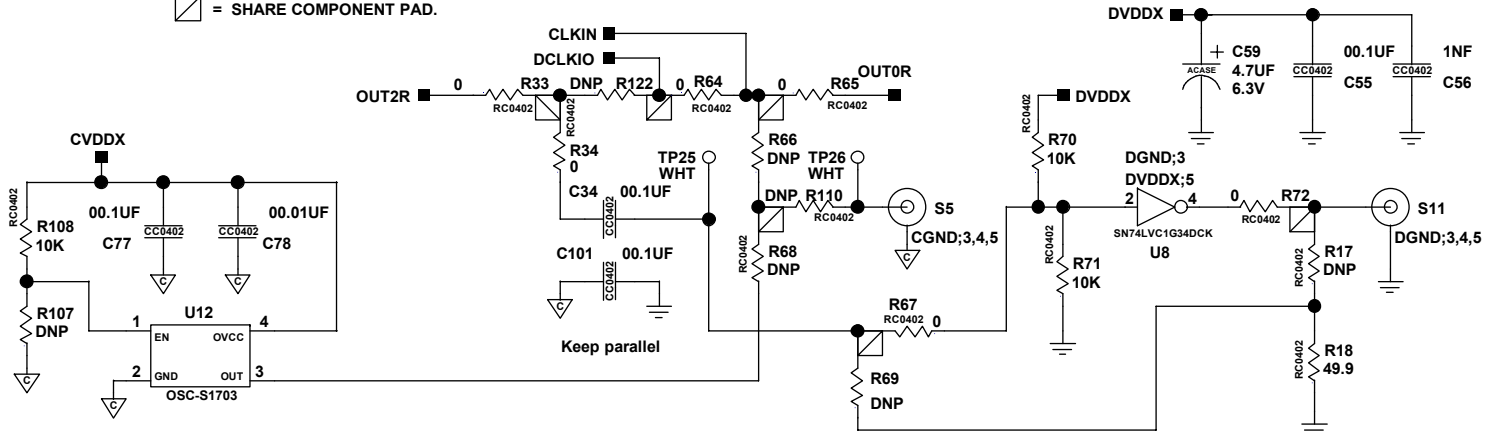 = SHARE COMPONENT PAD.
DVDDX
CLKIN
DCLKIO
C59
ACASE
4.7UF
6.3V
00.1UF
CC0402
C55
1NF
CC0402
C56
OUT2R
0
R33
RC0402
DNP
R122
RC0402
0
R64
RC0402
0
R65
RC0402
OUT0R
RC0402
R34
0
R66
DNP
RC0402
R70
10K
DVDDX
CVDDX
TP25
WHT
TP26
WHT
C34
00.1UF
CC0402
DNP
R110
RC0402
S5
CGND;3,4,5
C
DGND;3
DVDDX;5
2
4
SN74LVC1G34DCK
U8
0
R72
RC0402
S11
DGND;3,4,5
RC0402
R108
10K
00.1UF
CC0402
C77
C
00.01UF
CC0402
C78
C
C101
00.1UF
CC0402
C
RC0402
R68
DNP
RC0402
R71
10K
RC0402
R17
DNP
R107
DNP
C
U12
1
EN
OVCC
4
2
GND
OUT
3
OSC-S1703
C
Keep parallel
R67
RC0402
0
R69
DNP
RC0402
R18
49.9